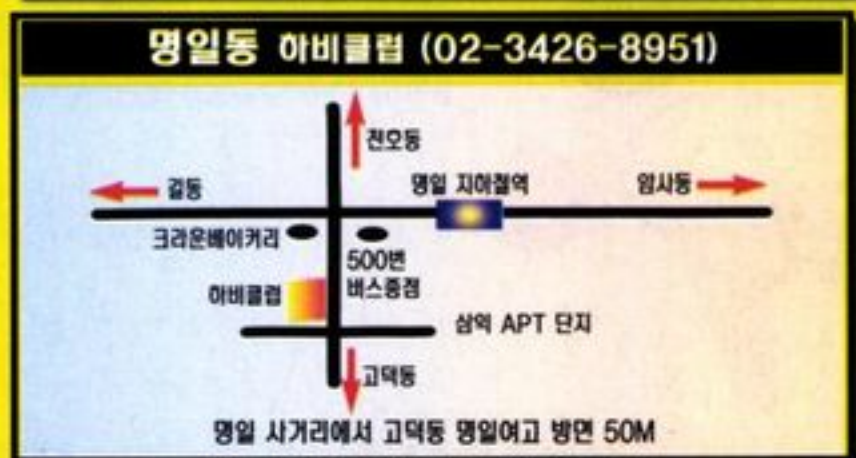 명일동 하비클럽 (02-3426-8951)
전호동
길동
명일 지하철역
암사동
크라운베이커리
500번
버스종점
하비클럽
삼익 APT 단지
고덕동
명일 사거리에서 고덕동 명일여고 방면 50M